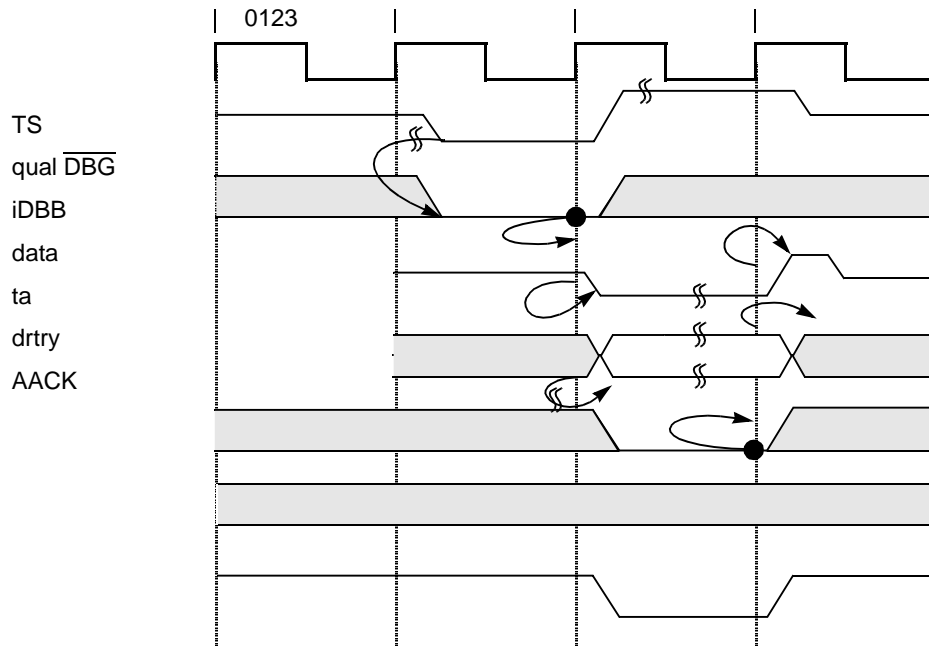 0123
TS
qual DBG
iDBB
data
ta
drtry
AACK